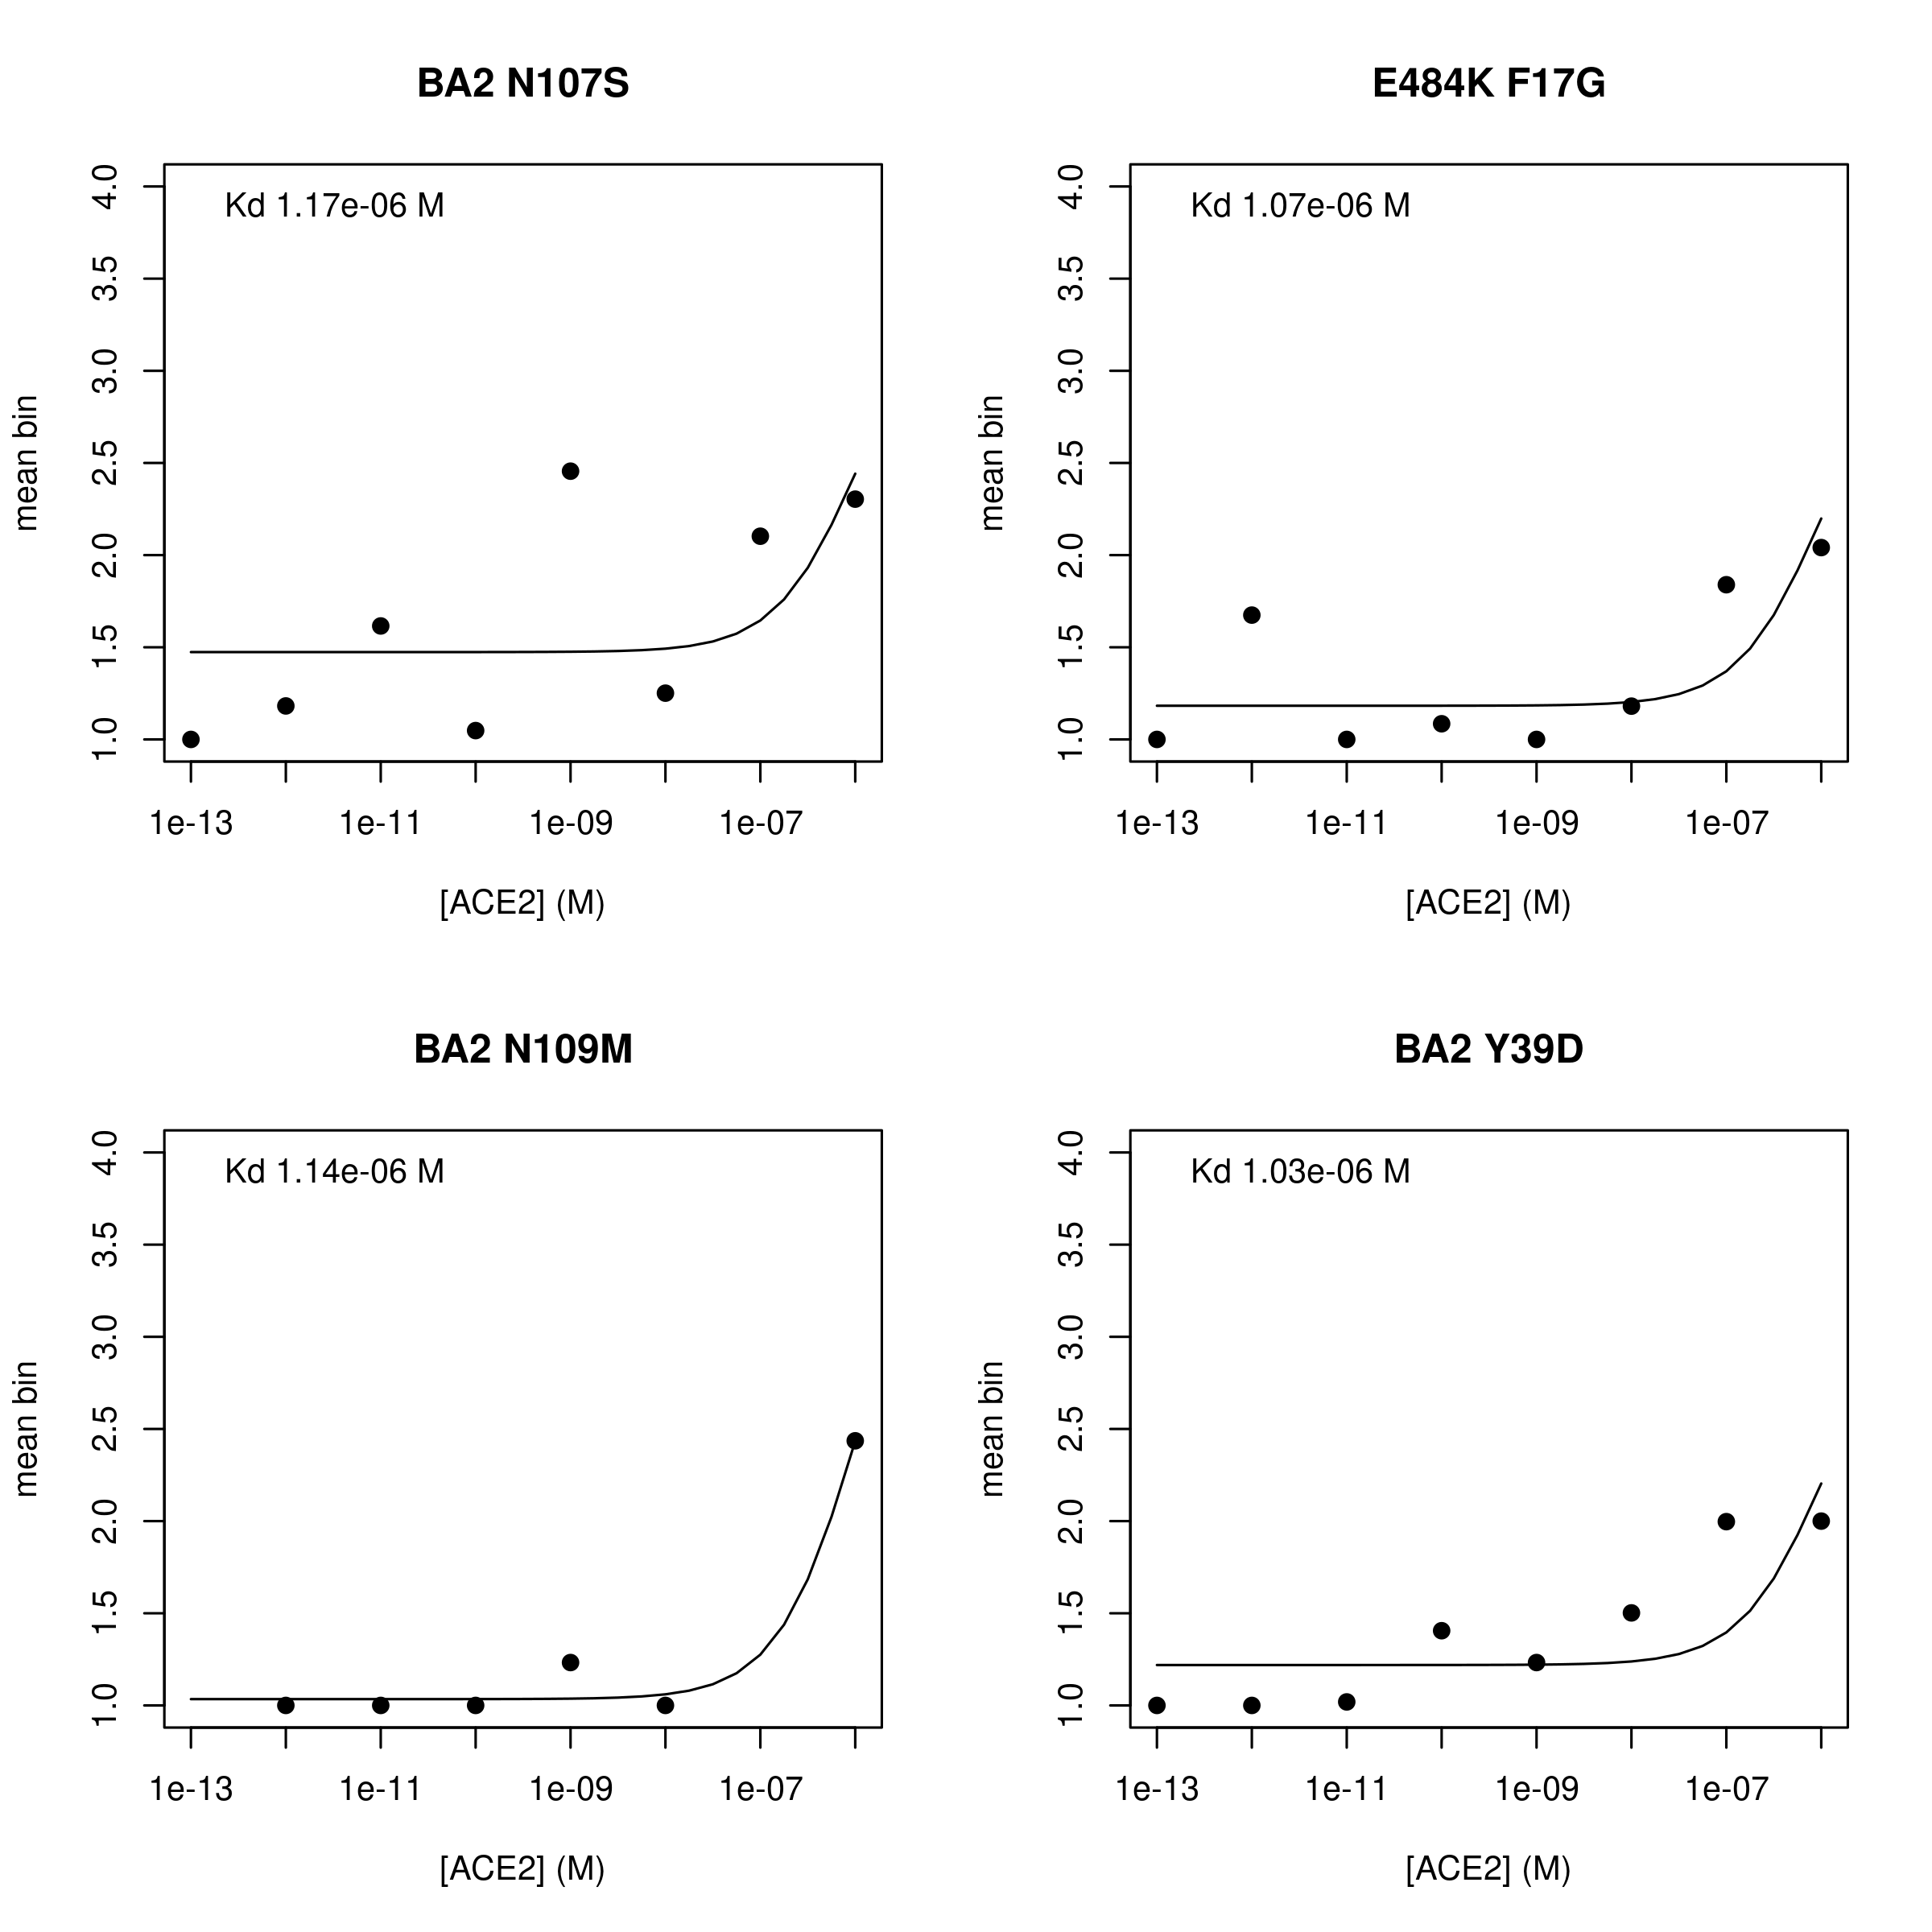 BA2 N107S
Kd 1.17e-06 M
mean bin
4.0
3.5
3.0
2.5
2.0
1.5
1.0
1e-13 1e-11 1e-09 1e-07
[ACE2] (M)
E484K F17G
Kd 1.07e-06 M
mean bin
4.0
3.5
3.0
2.5
2.0
1.5
1.0
1e-13 1e-11 1e-09 1e-07
[ACE2] (M)
BA2 N109M
Kd 1.14e-06 M
mean bin
4.0
3.5
3.0
2.5
2.0
1.5
1.0
1e-13 1e-11 1e-09 1e-07
[ACE2] (M)
BA2 Y39D
Kd 1.03e-06 M
mean bin
4.0
3.5
3.0
2.5
2.0
1.5
1.0
1e-13 1e-11 1e-09 1e-07
[ACE2] (M)